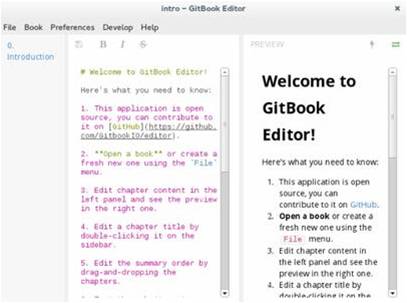 intro – GitBook Editor
File Book Preferences Develop Help
0.
Introduction
B I S
# Welcome to GitBook Editor!
Here's what you need to know:
1. This application is open
source, you can contribute to
it on [GitHub](https://github.
com/GitbookIO/editor).
2. **Open a book** or create a
fresh new one using the `File`
menu.
3. Edit chapter content in the
left panel and see the preview
in the right one.
4. Edit a chapter title by
double-clicking it on the
sidebar.
5. Edit the summary order by
drag-and-dropping the
chapters.
PREVIEW
Welcome to
GitBook
Editor!
Here's what you need to know:
1. This application is open
source, you can
contribute to on GitHub.
2. Open a book or create a
fresh new one using the
File menu.
3. Edit chapter content in
the left panel and see the
preview in the right one.
4. Edit a chapter title by
double-clicking it on the